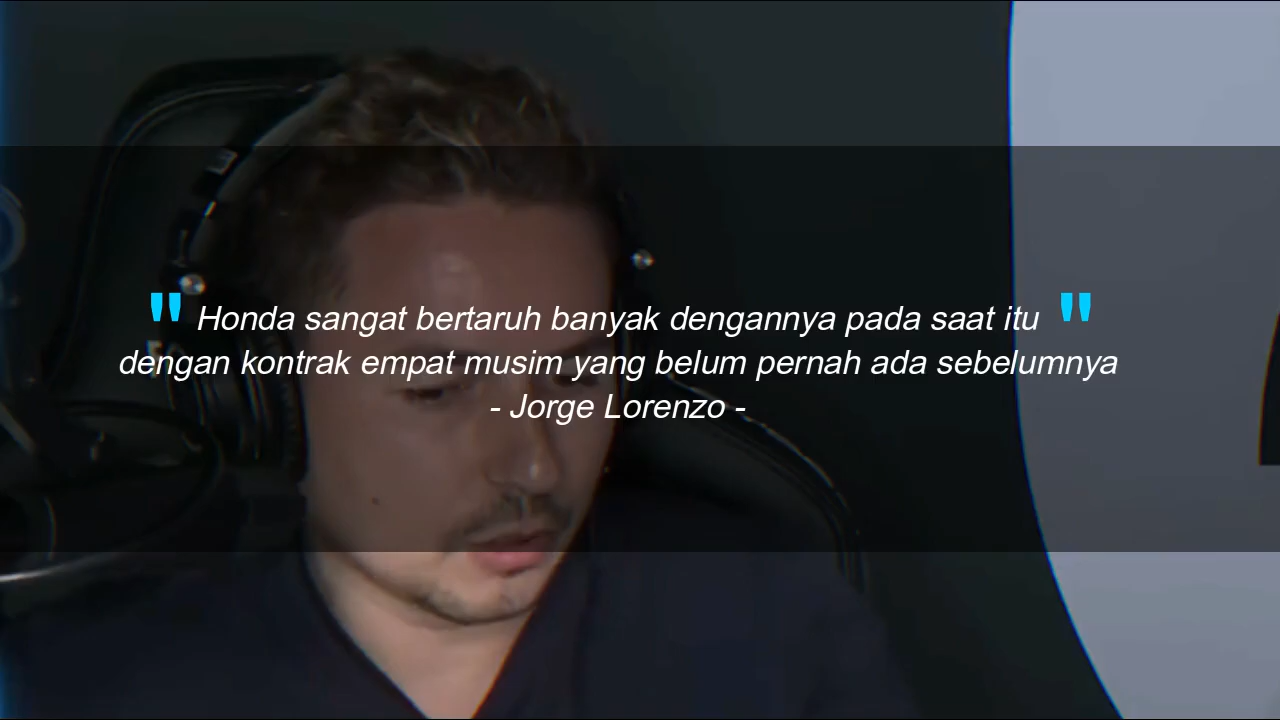 " Honda sangat bertaruh banyak dengannya pada saat itu "
dengan kontrak empat musim yang belum pernah ada sebelumnya
- Jorge Lorenzo -